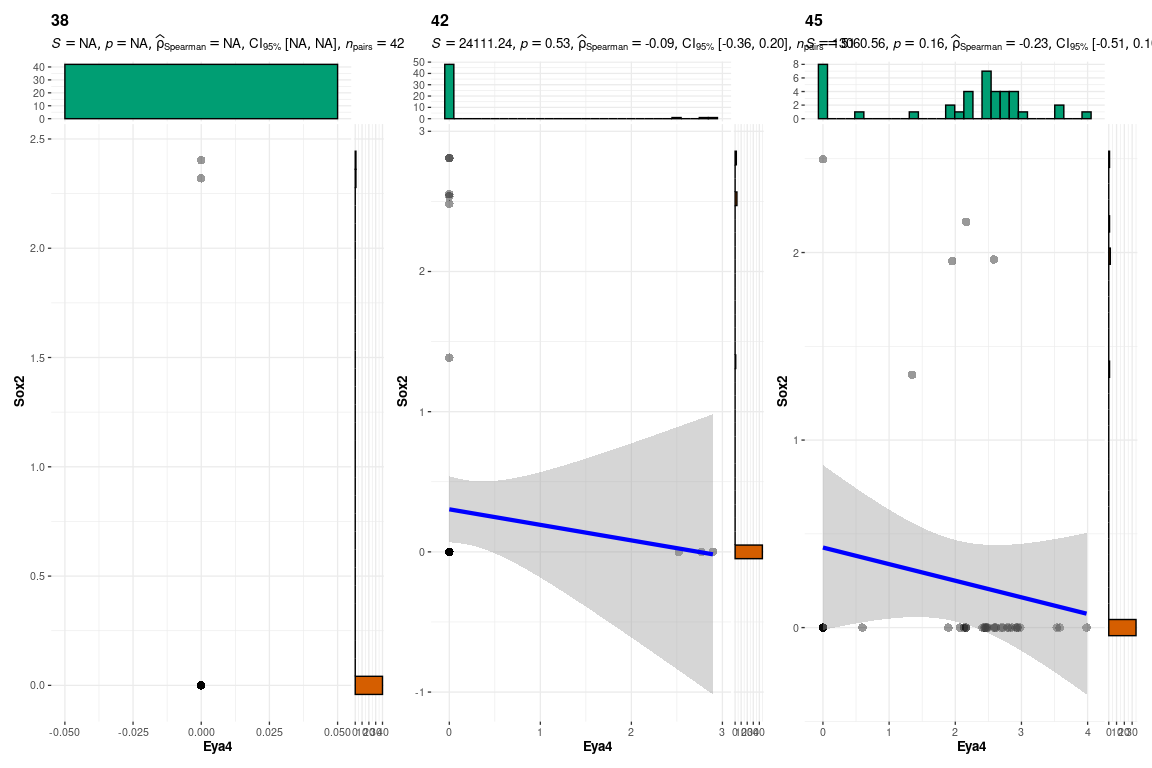 38
S = NA, p = NA, ρ̂Spearman = NA, CI95% [NA, NA], npairs = 42
40
30
20
10
0
2.5
2.0
1.5
1.0
0.5
0.0
Sox2
-0.050 -0.025 0.000 0.025 0.050
Eya4
42
S = 24111.24, p = 0.53, ρ̂Spearman = -0.09, CI95% [-0.36, 0.20], npairs
50
40
30
20
10
0
3
2
1
0
-1
Sox2
0 1 2 3
Eya4
45
p = 0.16, ρ̂Spearman = -0.23, CI95% [-0.51,
8
6
4
2
0
2
1
0
Sox2
0 1 2 3 4
Eya4